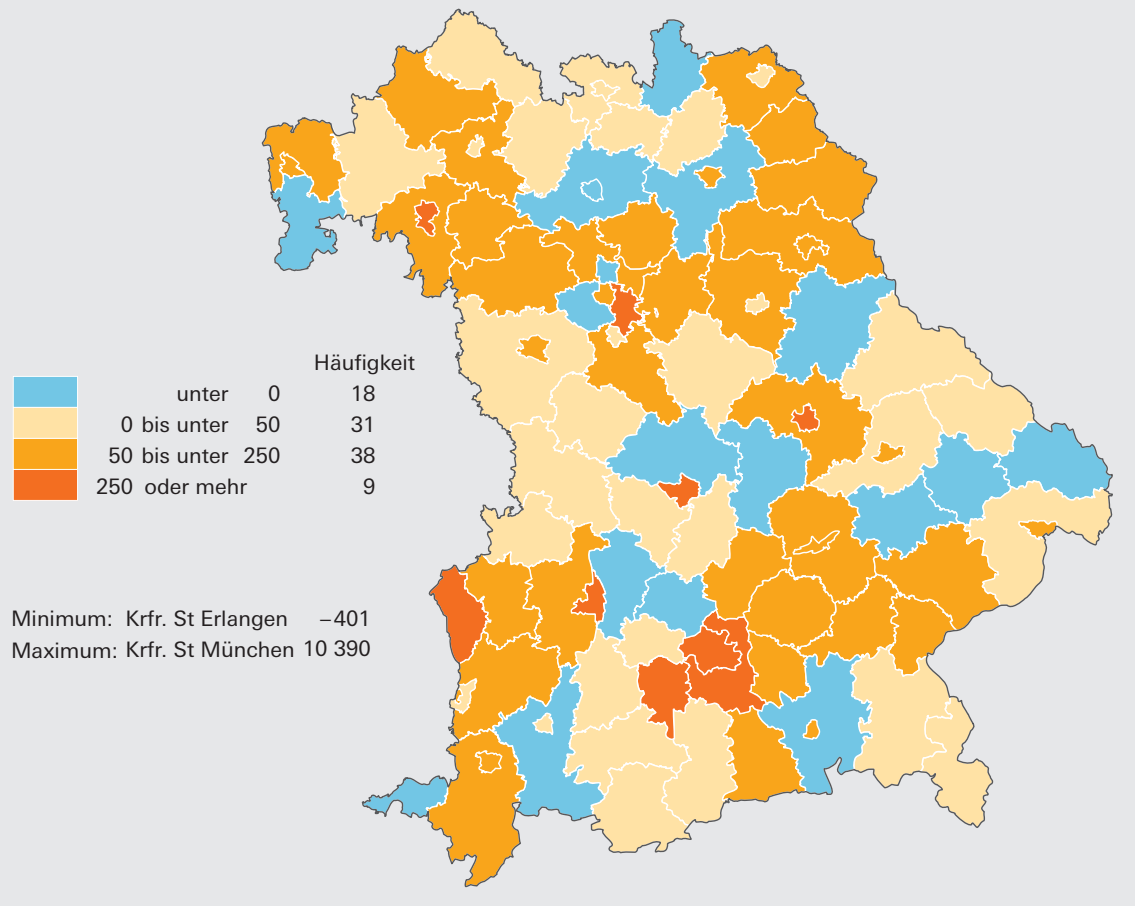 Häufigkeit
unter 0 18
0 bis unter 50 31
50 bis unter 250 38
250 oder mehr 9
Minimum: Krfr. St Erlangen –401
Maximum: Krfr. St München 10 390